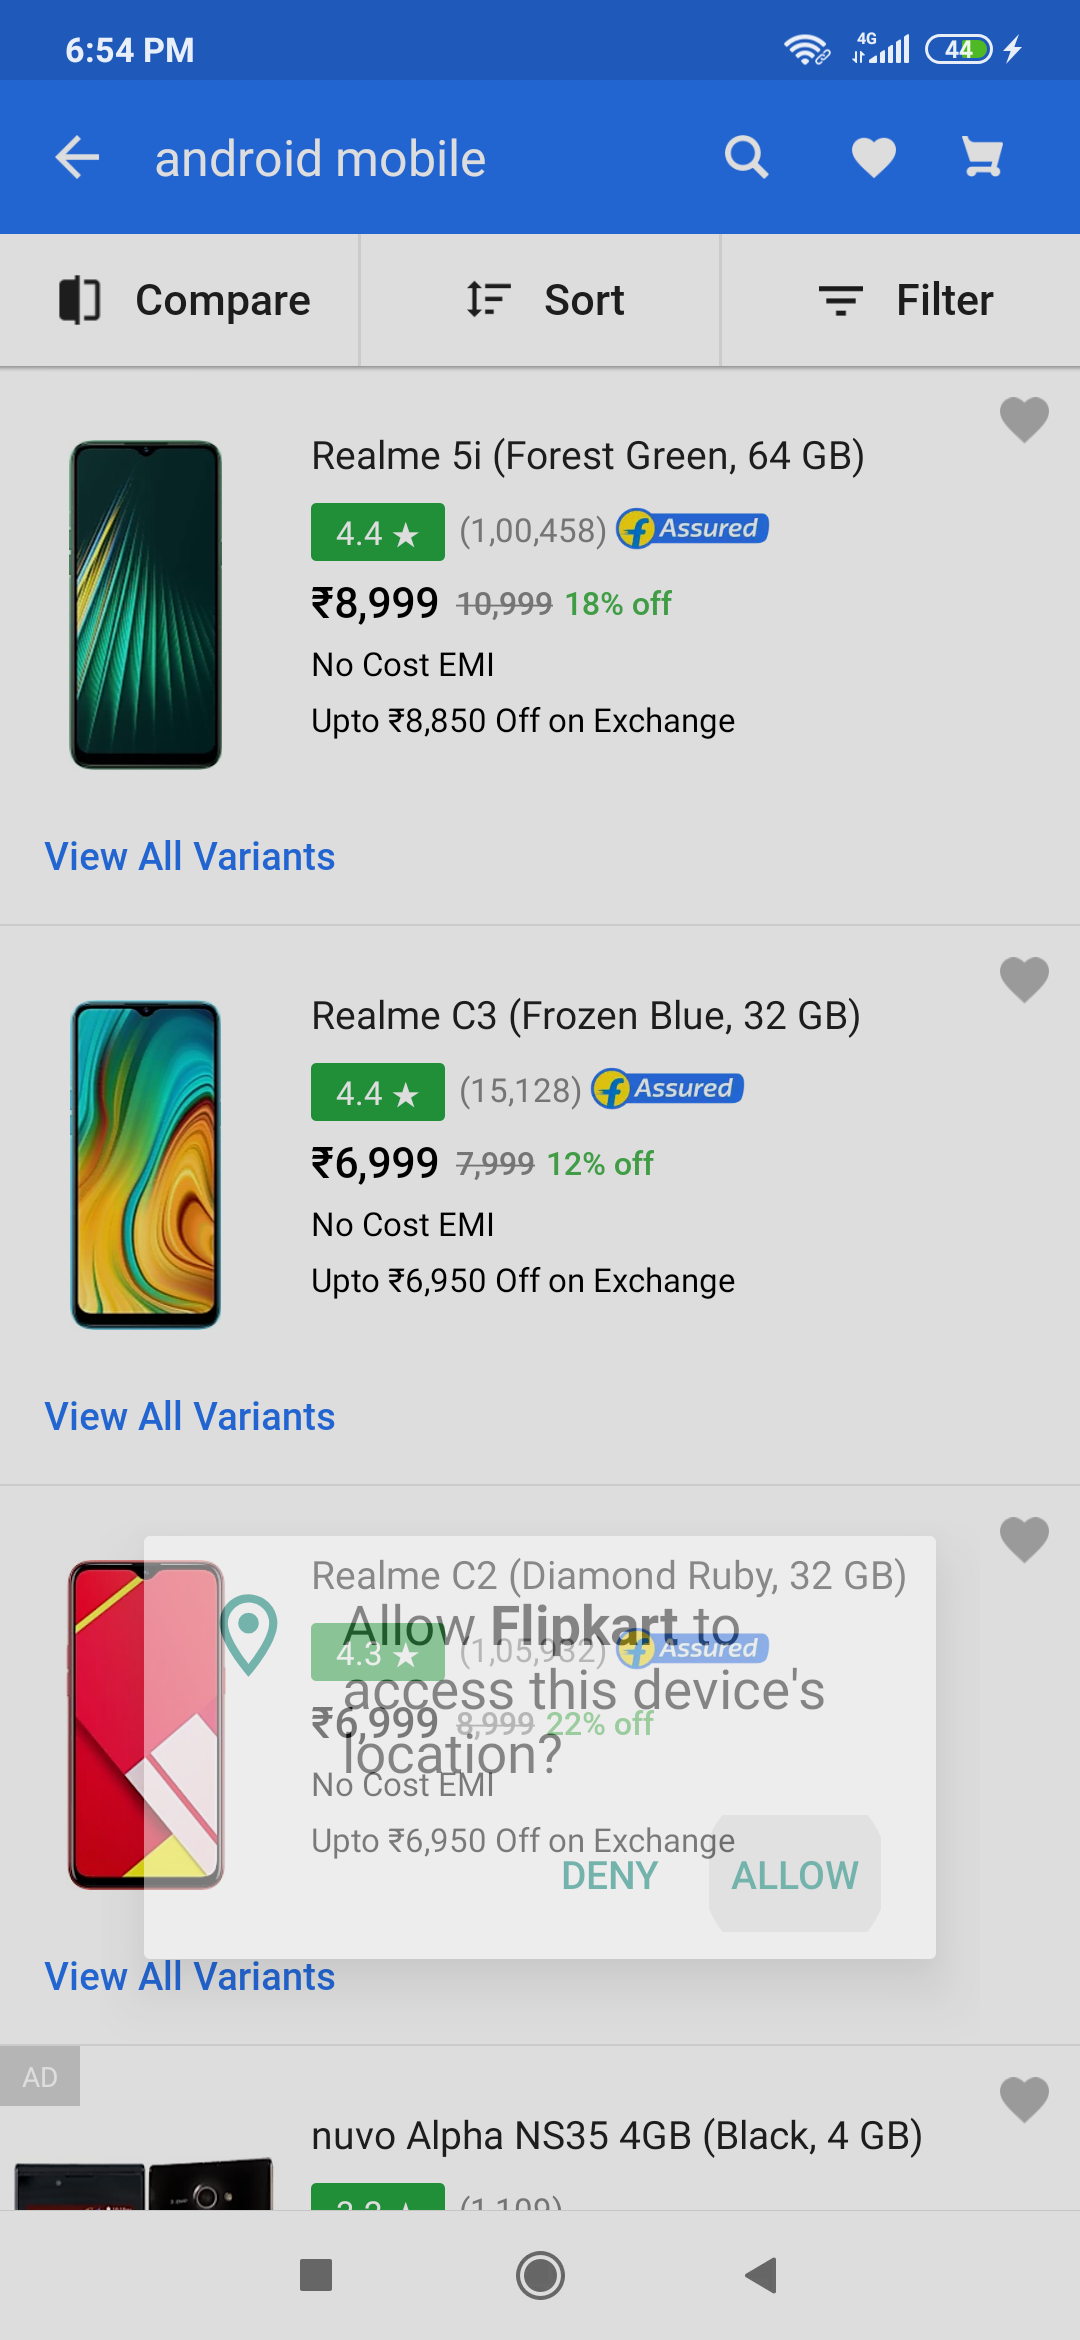 6:54 PM
4G
44
android mobile
Compare
Sort
Filter
Realme 5i (Forest Green, 64 GB)
4.4 ★ (1,00,458) f Assured
₹8,999 10,999 18% off
No Cost EMI
Upto ₹8,850 Off on Exchange
View All Variants
Realme C3 (Frozen Blue, 32 GB)
4.4 ★ (15,128) f Assured
₹6,999 7,999 12% off
No Cost EMI
Upto ₹6,950 Off on Exchange
View All Variants
Realme C2 (Diamond Ruby, 32 GB)
4.3 ★ (1,05,932) f Assured
₹6,999 8,999 22% off
No Cost EMI
Upto ₹6,950 Off on Exchange
Allow Flipkart to
access this device's
location?
DENY
ALLOW
View All Variants
AD
nuvo Alpha NS35 4GB (Black, 4 GB)